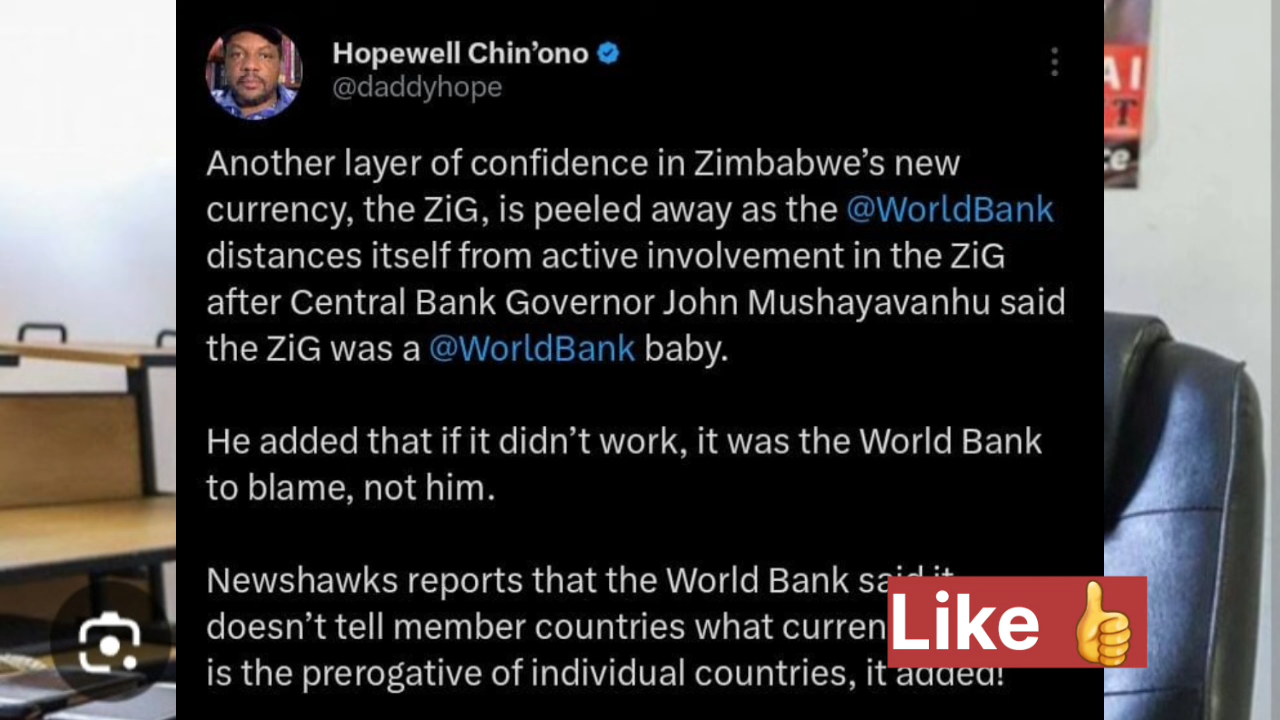 Hopewell Chin’ono
@daddyhope
Another layer of confidence in Zimbabwe’s new
currency, the ZiG, is peeled away as the @WorldBank
distances itself from active involvement in the ZiG
after Central Bank Governor John Mushayavanhu said
the ZiG was a @WorldBank baby.
He added that if it didn’t work, it was the World Bank
to blame, not him.
Newshawks reports that the World Bank said it
doesn’t tell member countries what
is the prerogative of individual countries, it added!
Like 👍
AI
T
ce